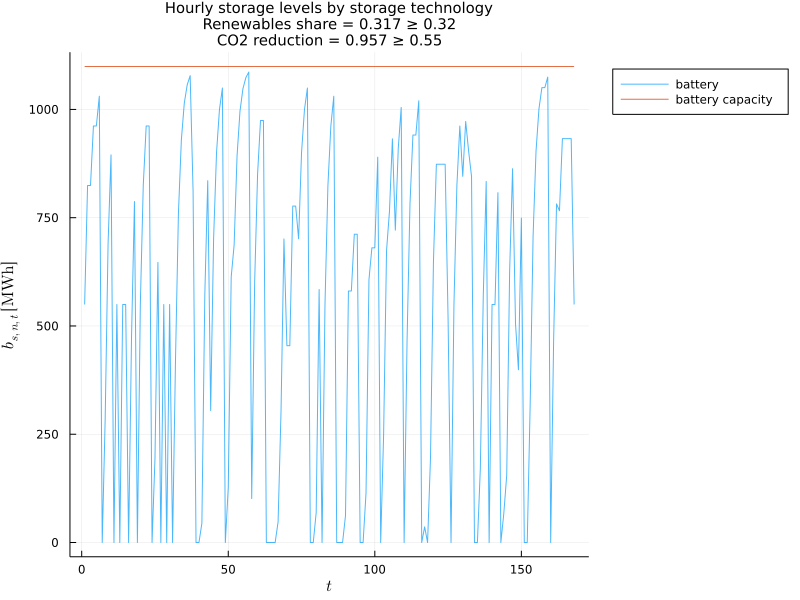 Hourly storage levels by storage technology
Renewables share = 0.317 ≥ 0.32
CO2 reduction = 0.957 ≥ 0.55
battery
battery capacity
1000
750
500
250
0
b_{s, n, t} [MWh]
0 50 100 150
t